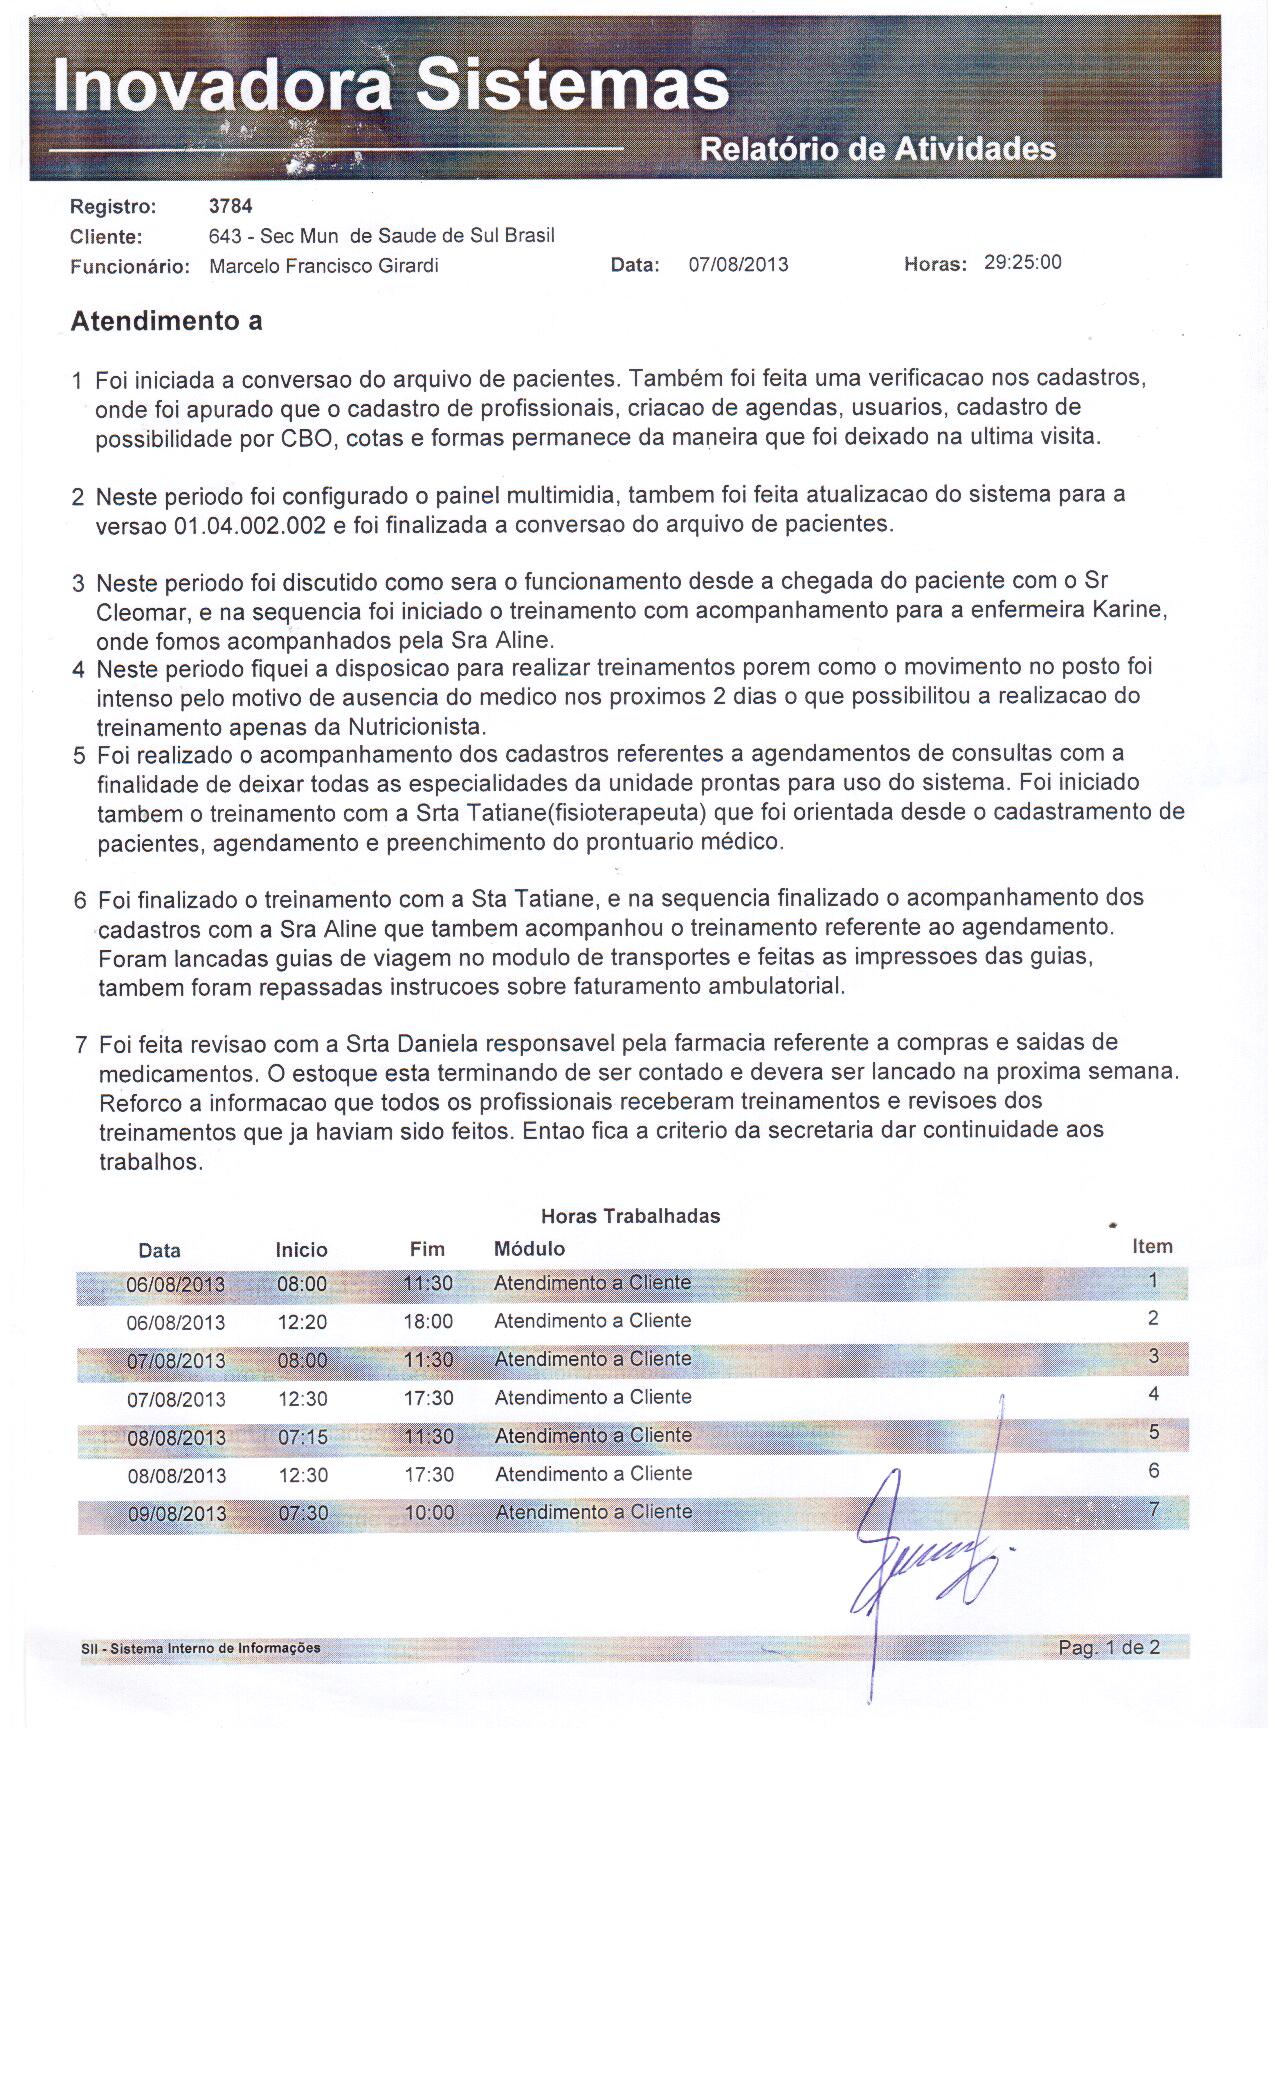 Inovadora Sistemas
Relatório de Atividades
Registro: 3784
Cliente: 643 - Sec Mun de Saude de Sul Brasil
Funcionário: Marcelo Francisco Girardi Data: 07/08/2013 Horas: 29:25:00
Atendimento a
1 Foi iniciada a conversao do arquivo de pacientes. Também foi feita uma verificacao nos cadastros,
onde foi apurado que o cadastro de profissionais, criacao de agendas, usuarios, cadastro de
possibilidade por CBO, cotas e formas permanece da maneira que foi deixado na ultima visita.
2 Neste periodo foi configurado o painel multimidia, tambem foi feita atualizacao do sistema para a
versao 01.04.002.002 e foi finalizada a conversao do arquivo de pacientes.
3 Neste periodo foi discutido como sera o funcionamento desde a chegada do paciente com o Sr
Cleomar, e na sequencia foi iniciado o treinamento com acompanhamento para a enfermeira Karine,
onde fomos acompanhados pela Sra Aline.
4 Neste periodo fiquei a disposicao para realizar treinamentos porem como o movimento no posto foi
intenso pelo motivo de ausencia do medico nos proximos 2 dias o que possibilitou a realizacao do
treinamento apenas da Nutricionista.
5 Foi realizado o acompanhamento dos cadastros referentes a agendamentos de consultas com a
finalidade de deixar todas as especialidades da unidade prontas para uso do sistema. Foi iniciado
tambem o treinamento com a Srta Tatiane(fisioterapeuta) que foi orientada desde o cadastramento de
pacientes, agendamento e preenchimento do prontuario médico.
6 Foi finalizado o treinamento com a Sta Tatiane, e na sequencia finalizado o acompanhamento dos
cadastros com a Sra Aline que tambem acompanhou o treinamento referente ao agendamento.
Foram lancadas guias de viagem no modulo de transportes e feitas as impressoes das guias,
tambem foram repassadas instrucoes sobre faturamento ambulatorial.
7 Foi feita revisao com a Srta Daniela responsavel pela farmacia referente a compras e saidas de
medicamentos. O estoque esta terminando de ser contado e devera ser lancado na proxima semana.
Reforco a informacao que todos os profissionais receberam treinamentos e revisoes dos
treinamentos que ja haviam sido feitos. Entao fica a criterio da secretaria dar continuidade aos
trabalhos.
Horas Trabalhadas
Data Inicio Fim Módulo Item
06/08/2013 08:00 11:30 Atendimento a Cliente 1
06/08/2013 12:20 18:00 Atendimento a Cliente 2
07/08/2013 08:00 11:30 Atendimento a Cliente 3
07/08/2013 12:30 17:30 Atendimento a Cliente 4
08/08/2013 07:15 11:30 Atendimento a Cliente 5
08/08/2013 12:30 17:30 Atendimento a Cliente 6
09/08/2013 07:30 10:00 Atendimento a Cliente 7
SII - Sistema Interno de Informações Pag. 1 de 2